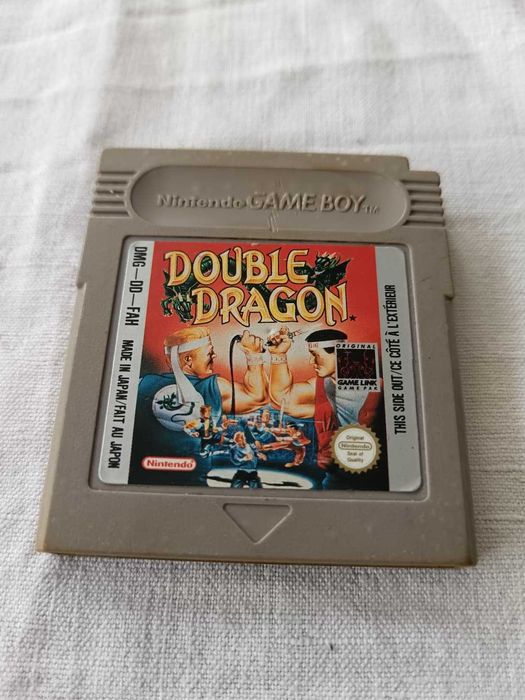 Nintendo GAME BOY TM
DMG-DD-FAH MADE IN JAPAN/FAIT AU JAPON
DOUBLE
DRAGON
ORIGINAL
GAME LINK
GAME PAK
Nintendo
Original
Nintendo
Seal of
Quality
THIS SIDE OUT/CE CÔTÉ À L'EXTÉRIEUR